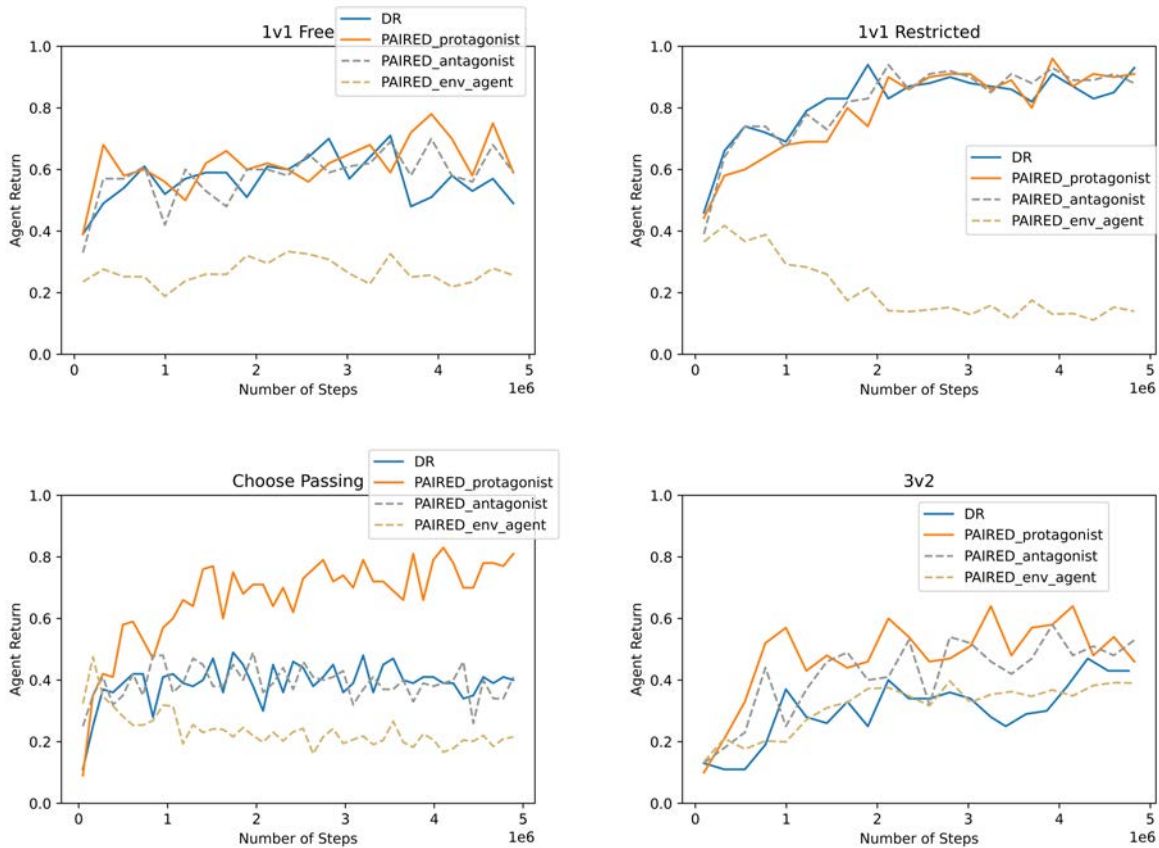 1v1 Free
DR
PAIRED_protagonist
PAIRED_antagonist
PAIRED_env_agent
1.0
0.8
0.6
0.4
0.2
0.0
Agent Return
0 1 2 3 4 5
1e6
Number of Steps
1v1 Restricted
DR
PAIRED_protagonist
PAIRED_antagonist
PAIRED_env_agent
1.0
0.8
0.6
0.4
0.2
0.0
Agent Return
0 1 2 3 4 5
1e6
Number of Steps
Choose Passing
DR
PAIRED_protagonist
PAIRED_antagonist
PAIRED_env_agent
1.0
0.8
0.6
0.4
0.2
0.0
Agent Return
0 1 2 3 4 5
1e6
Number of Steps
3v2
DR
PAIRED_protagonist
PAIRED_antagonist
PAIRED_env_agent
1.0
0.8
0.6
0.4
0.2
0.0
Agent Return
0 1 2 3 4 5
1e6
Number of Steps